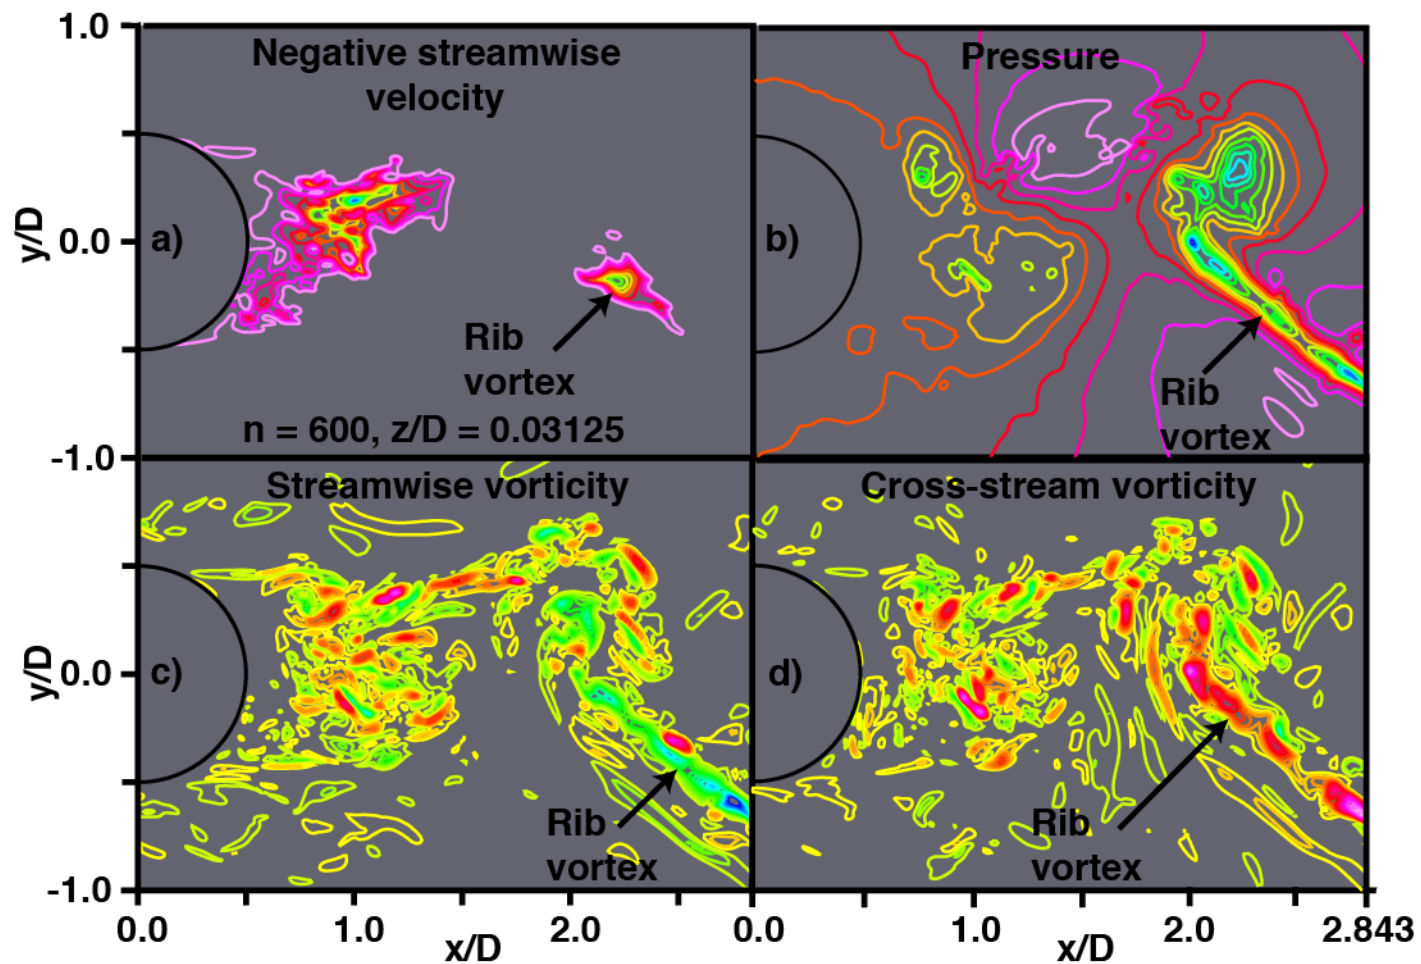 1.0
Negative streamwise
velocity
y/D
0.0
a)
Rib
vortex
n = 600, z/D = 0.03125
-1.0
Pressure
b)
Rib
vortex
Streamwise vorticity
y/D
0.0
c)
Rib
vortex
-1.0
Cross-stream vorticity
d)
Rib
vortex
0.0
1.0
2.0
0.0
1.0
2.0
2.843
x/D
x/D